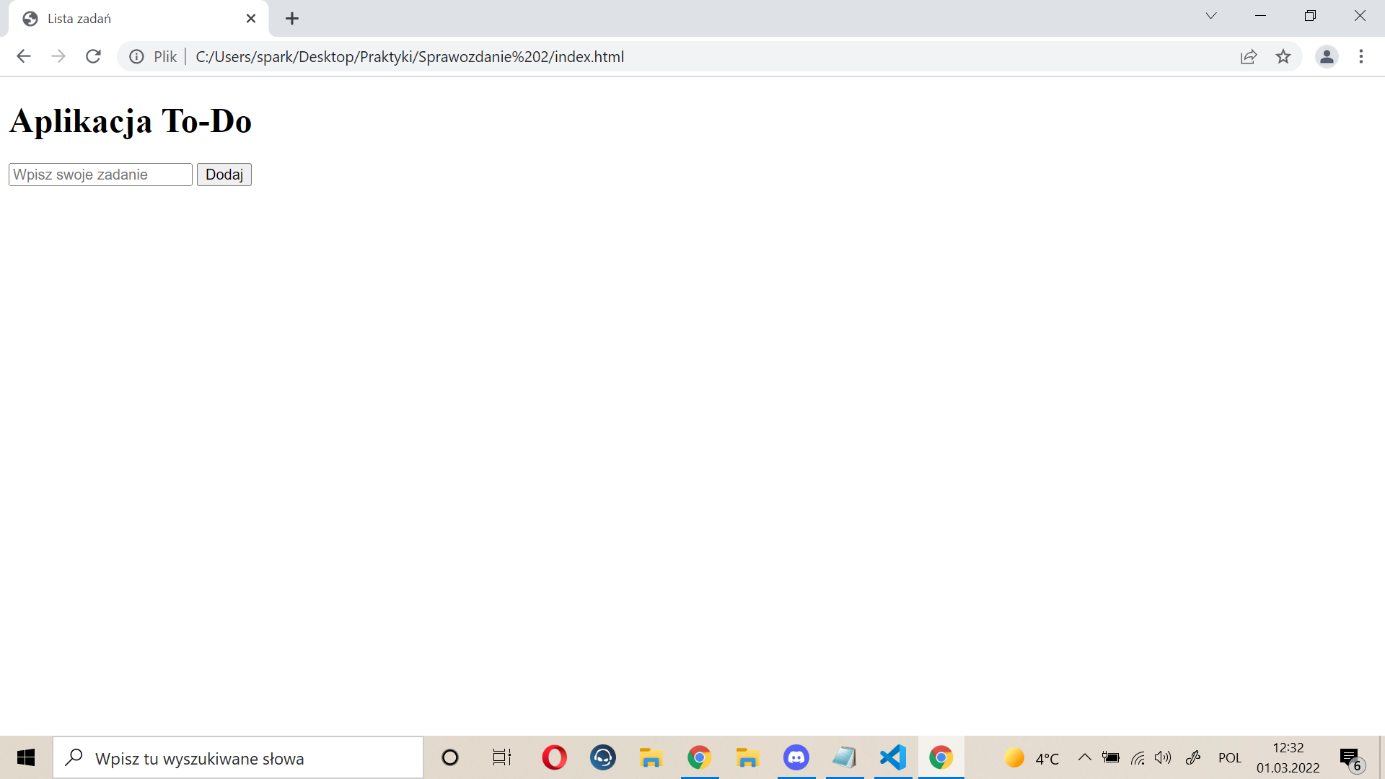 Lista zadań
Plik | C:/Users/spark/Desktop/Praktyki/Sprawozdanie%202/index.html
Aplikacja To-Do
Wpisz swoje zadanie Dodaj
Wpisz tu wyszukiwane słowa 4°C POL 12:32
01.03.2022 6